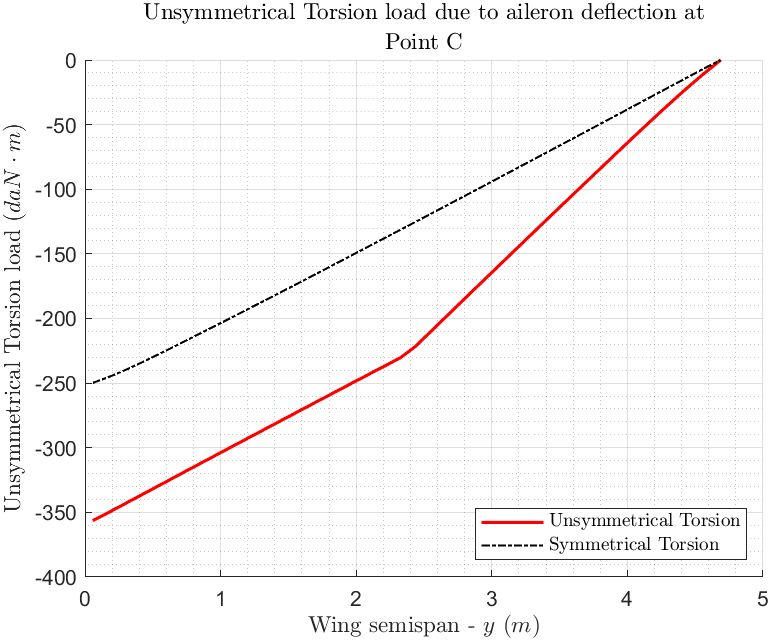 Unsymmetrical Torsion load due to aileron deflection at
Point C
Unsymmetrical Torsion load (daN · m)
0
-50
-100
-150
-200
-250
-300
-350
-400
0 1 2 3 4 5
Wing semispan - y (m)
Unsymmetrical Torsion
Symmetrical Torsion